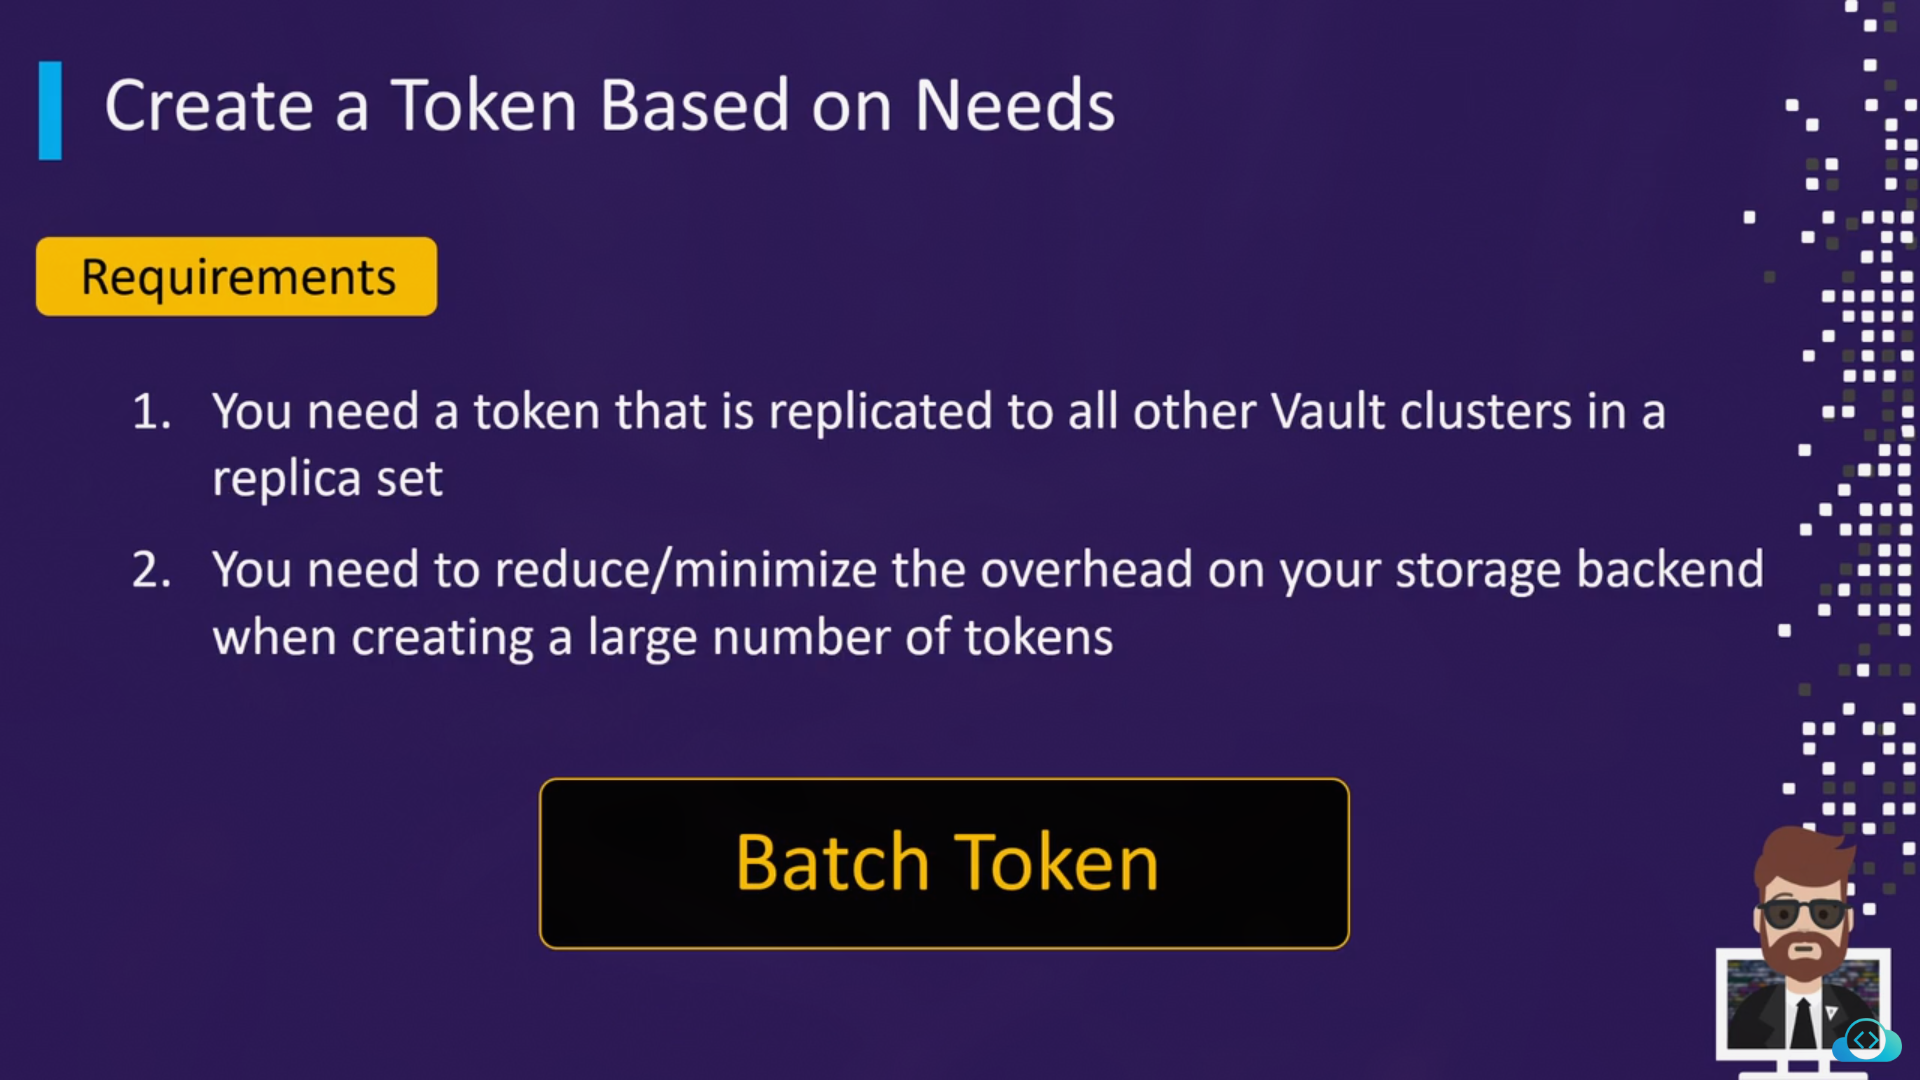 Create a Token Based on Needs
Requirements
1. You need a token that is replicated to all other Vault clusters in a
replica set
2. You need to reduce/minimize the overhead on your storage backend
when creating a large number of tokens
Batch Token